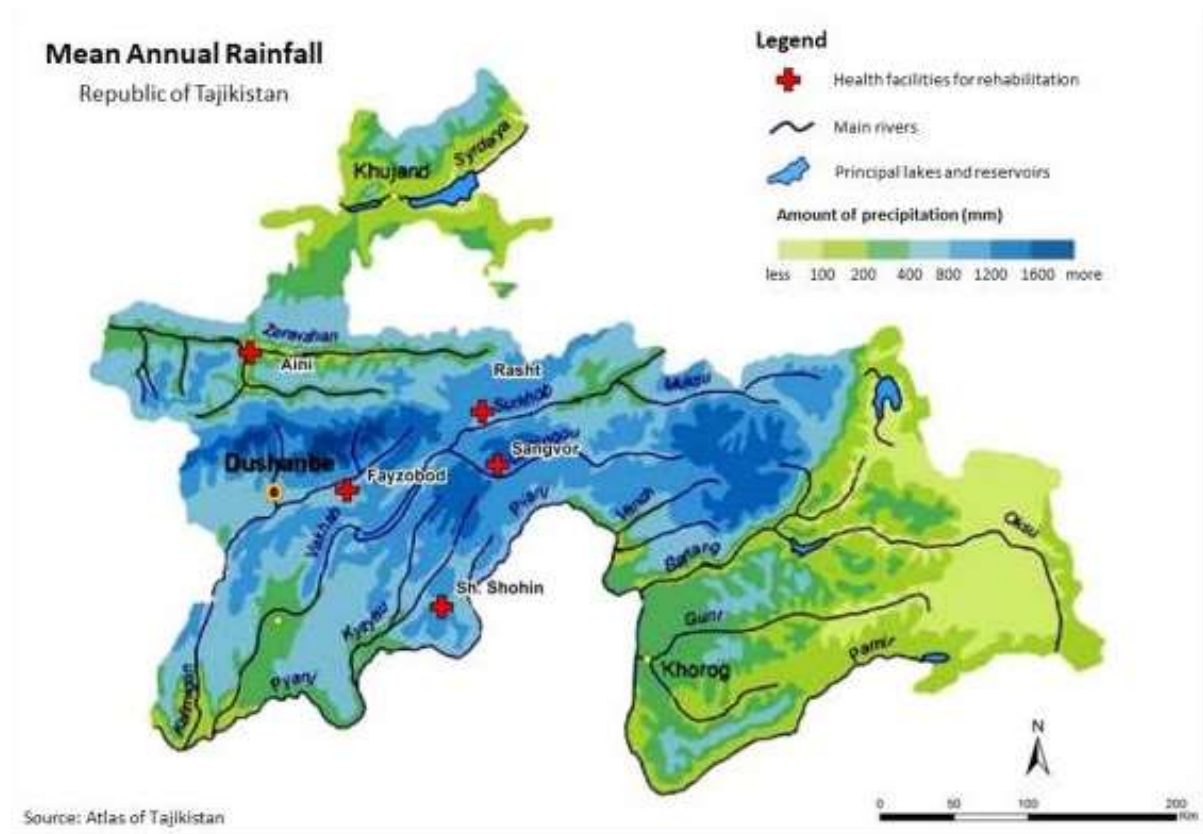 Mean Annual Rainfall
Republic of Tajikistan
Legend
Health facilities for rehabilitation
Main rivers
Principal lakes and reservoirs
Amount of precipitation (mm)
less 100 200 400 800 1200 1600 more
Syrdarya
Khujand
Zeravshan
Aini
Rasht
Surkhob
Muksu
Sangvor
Dushanbe
Fayzobod
Vakhsh
Pyanj
Vanch
Bartang
Oksu
Sh. Shohin
Kyzylsu
Gunt
Khorog
Pamir
Pyanj
Kafirnigan
N
0 50 100 200
Source: Atlas of Tajikistan